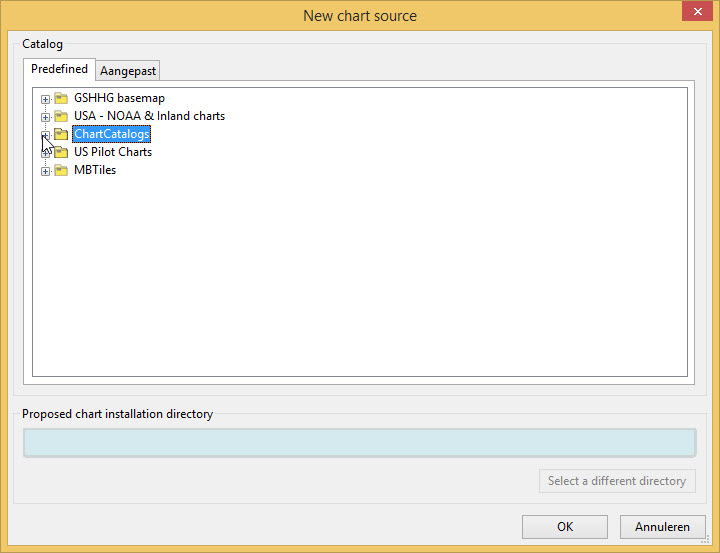 New chart source
Catalog
Predefined
Aangepast
GSHHG basemap
USA - NOAA & Inland charts
ChartCatalogs
US Pilot Charts
MBTiles
Proposed chart installation directory
Select a different directory
OK
Annuleren